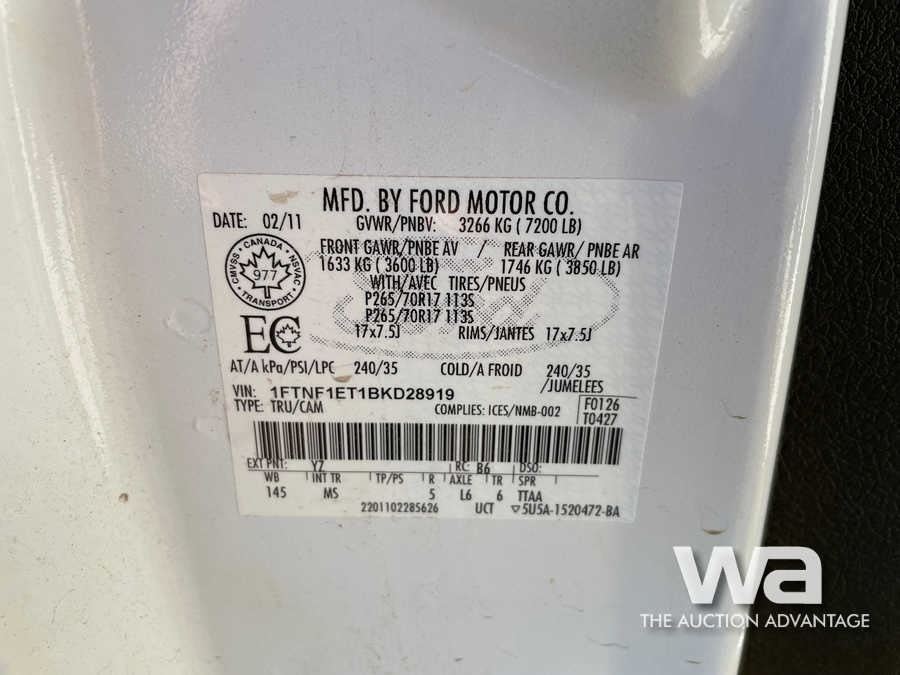 MFD. BY FORD MOTOR CO.
DATE: 02/11
GVWR/PNBV: 3266 KG ( 7200 LB)
FRONT GAWR/PNBE AV / REAR GAWR/ PNBE AR
1633 KG ( 3600 LB) 1746 KG ( 3850 LB)
WITH/AVEC TIRES/PNEUS
P265/70R17 113S
P265/70R17 113S
17x7.5J RIMS/JANTES 17x7.5J
CANADA
CMVSS NSVAC
977
TRANSPORT
EC
AT/A kPa/PSI/LPC 240/35 COLD/A FROID 240/35
/JUMELEES
VIN: 1FTNF1ET1BKD28919
TYPE: TRU/CAM COMPLIES: ICES/NMB-002
F0126
T0427
EXT PNT: YZ RC: B6 DSO:
WB INT TR TP/PS R AXLE TR SPR
145 MS 5 L6 6 TTAA
2201102285626 UCT ▽5U5A-1520472-BA
wa
THE AUCTION ADVANTAGE